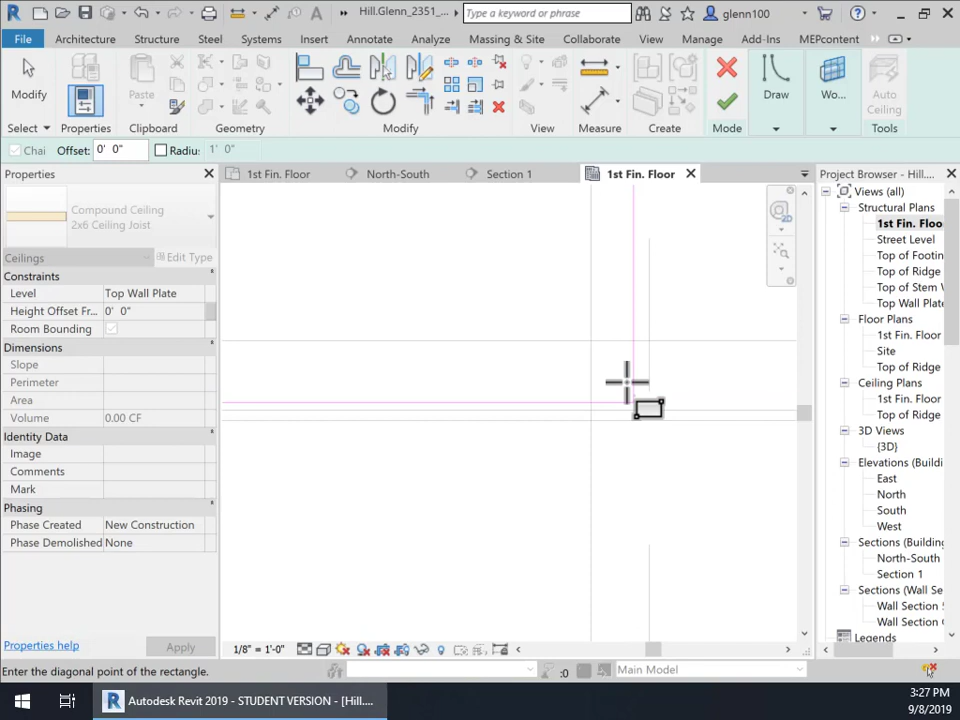 Hill.Glenn_2351_...
Type a keyword or phrase
glenn100
File Architecture Structure Steel Systems Insert Annotate Analyze Massing & Site Collaborate View Manage Add-Ins MEPcontent
Modify
Paste
Wo...
Draw
Auto
Ceiling
Select Properties Clipboard Geometry Modify View Measure Create Mode Tools
Chai Offset: 0' 0" Radiu: 1' 0"
Properties
1st Fin. Floor North-South Section 1 1st Fin. Floor
Project Browser - Hill....
Compound Ceiling
2x6 Ceiling Joist
Ceilings Edit Type
Constraints
Level Top Wall Plate
Height Offset Fr... 0' 0"
Room Bounding
Dimensions
Slope
Perimeter
Area
Volume 0.00 CF
Identity Data
Image
Comments
Mark
Phasing
Phase Created New Construction
Phase Demolished None
Properties help Apply
2D
Views (all)
Structural Plans
1st Fin. Floo
Street Level
Top of Footin
Top of Ridge
Top of Stem
Top Wall Plate
Floor Plans
1st Fin. Floor
Site
Top of Ridge
Ceiling Plans
1st Fin. Floor
Top of Ridge
3D Views
{3D}
Elevations (Buildi
East
North
South
West
Sections (Building
North-South
Section 1
Sections (Wall Se
Wall Section
Wall Section
Legends
1/8" = 1'-0"
Enter the diagonal point of the rectangle.
:0
Main Model
Autodesk Revit 2019 - STUDENT VERSION - [Hill....
3:27 PM
9/8/2019